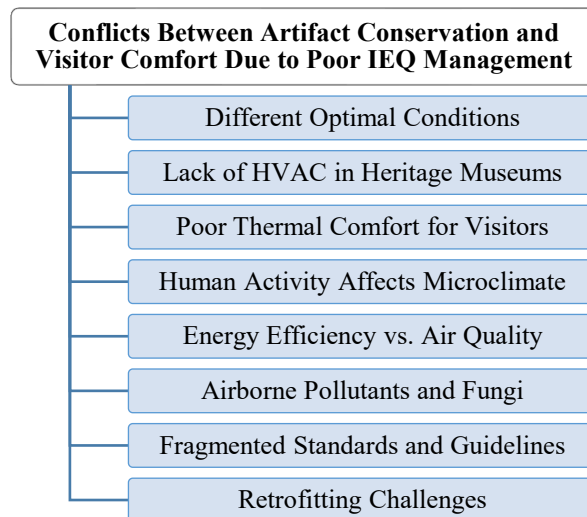 Conflicts Between Artifact Conservation and
Visitor Comfort Due to Poor IEQ Management
Different Optimal Conditions
Lack of HVAC in Heritage Museums
Poor Thermal Comfort for Visitors
Human Activity Affects Microclimate
Energy Efficiency vs. Air Quality
Airborne Pollutants and Fungi
Fragmented Standards and Guidelines
Retrofitting Challenges